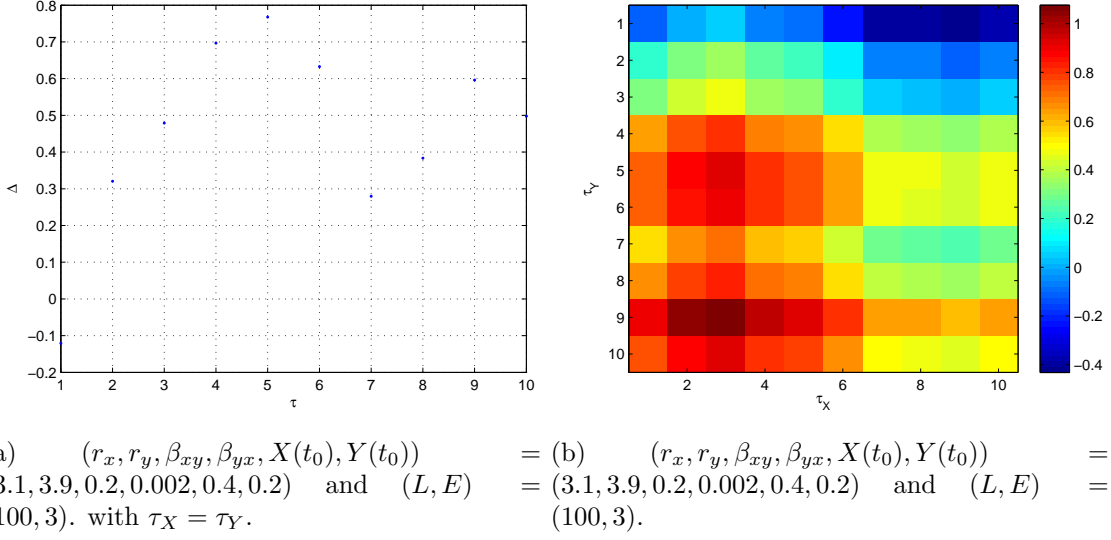 0.8
0.7
0.6
0.5
0.4
0.3
0.2
0.1
0
−0.1
−0.2
Δ
1 2 3 4 5 6 7 8 9 10
τ
1
2
3
4
5
6
7
8
9
10
τ_Y
2 4 6 8 10
τ_X
1
0.8
0.6
0.4
0.2
0
−0.2
−0.4
a) (r_x, r_y, β_xy, β_yx, X(t_0), Y(t_0)) =
3.1, 3.9, 0.2, 0.002, 0.4, 0.2) and (L, E) =
100, 3). with τ_X = τ_Y.
(b) (r_x, r_y, β_xy, β_yx, X(t_0), Y(t_0)) =
(3.1, 3.9, 0.2, 0.002, 0.4, 0.2) and (L, E) =
(100, 3).